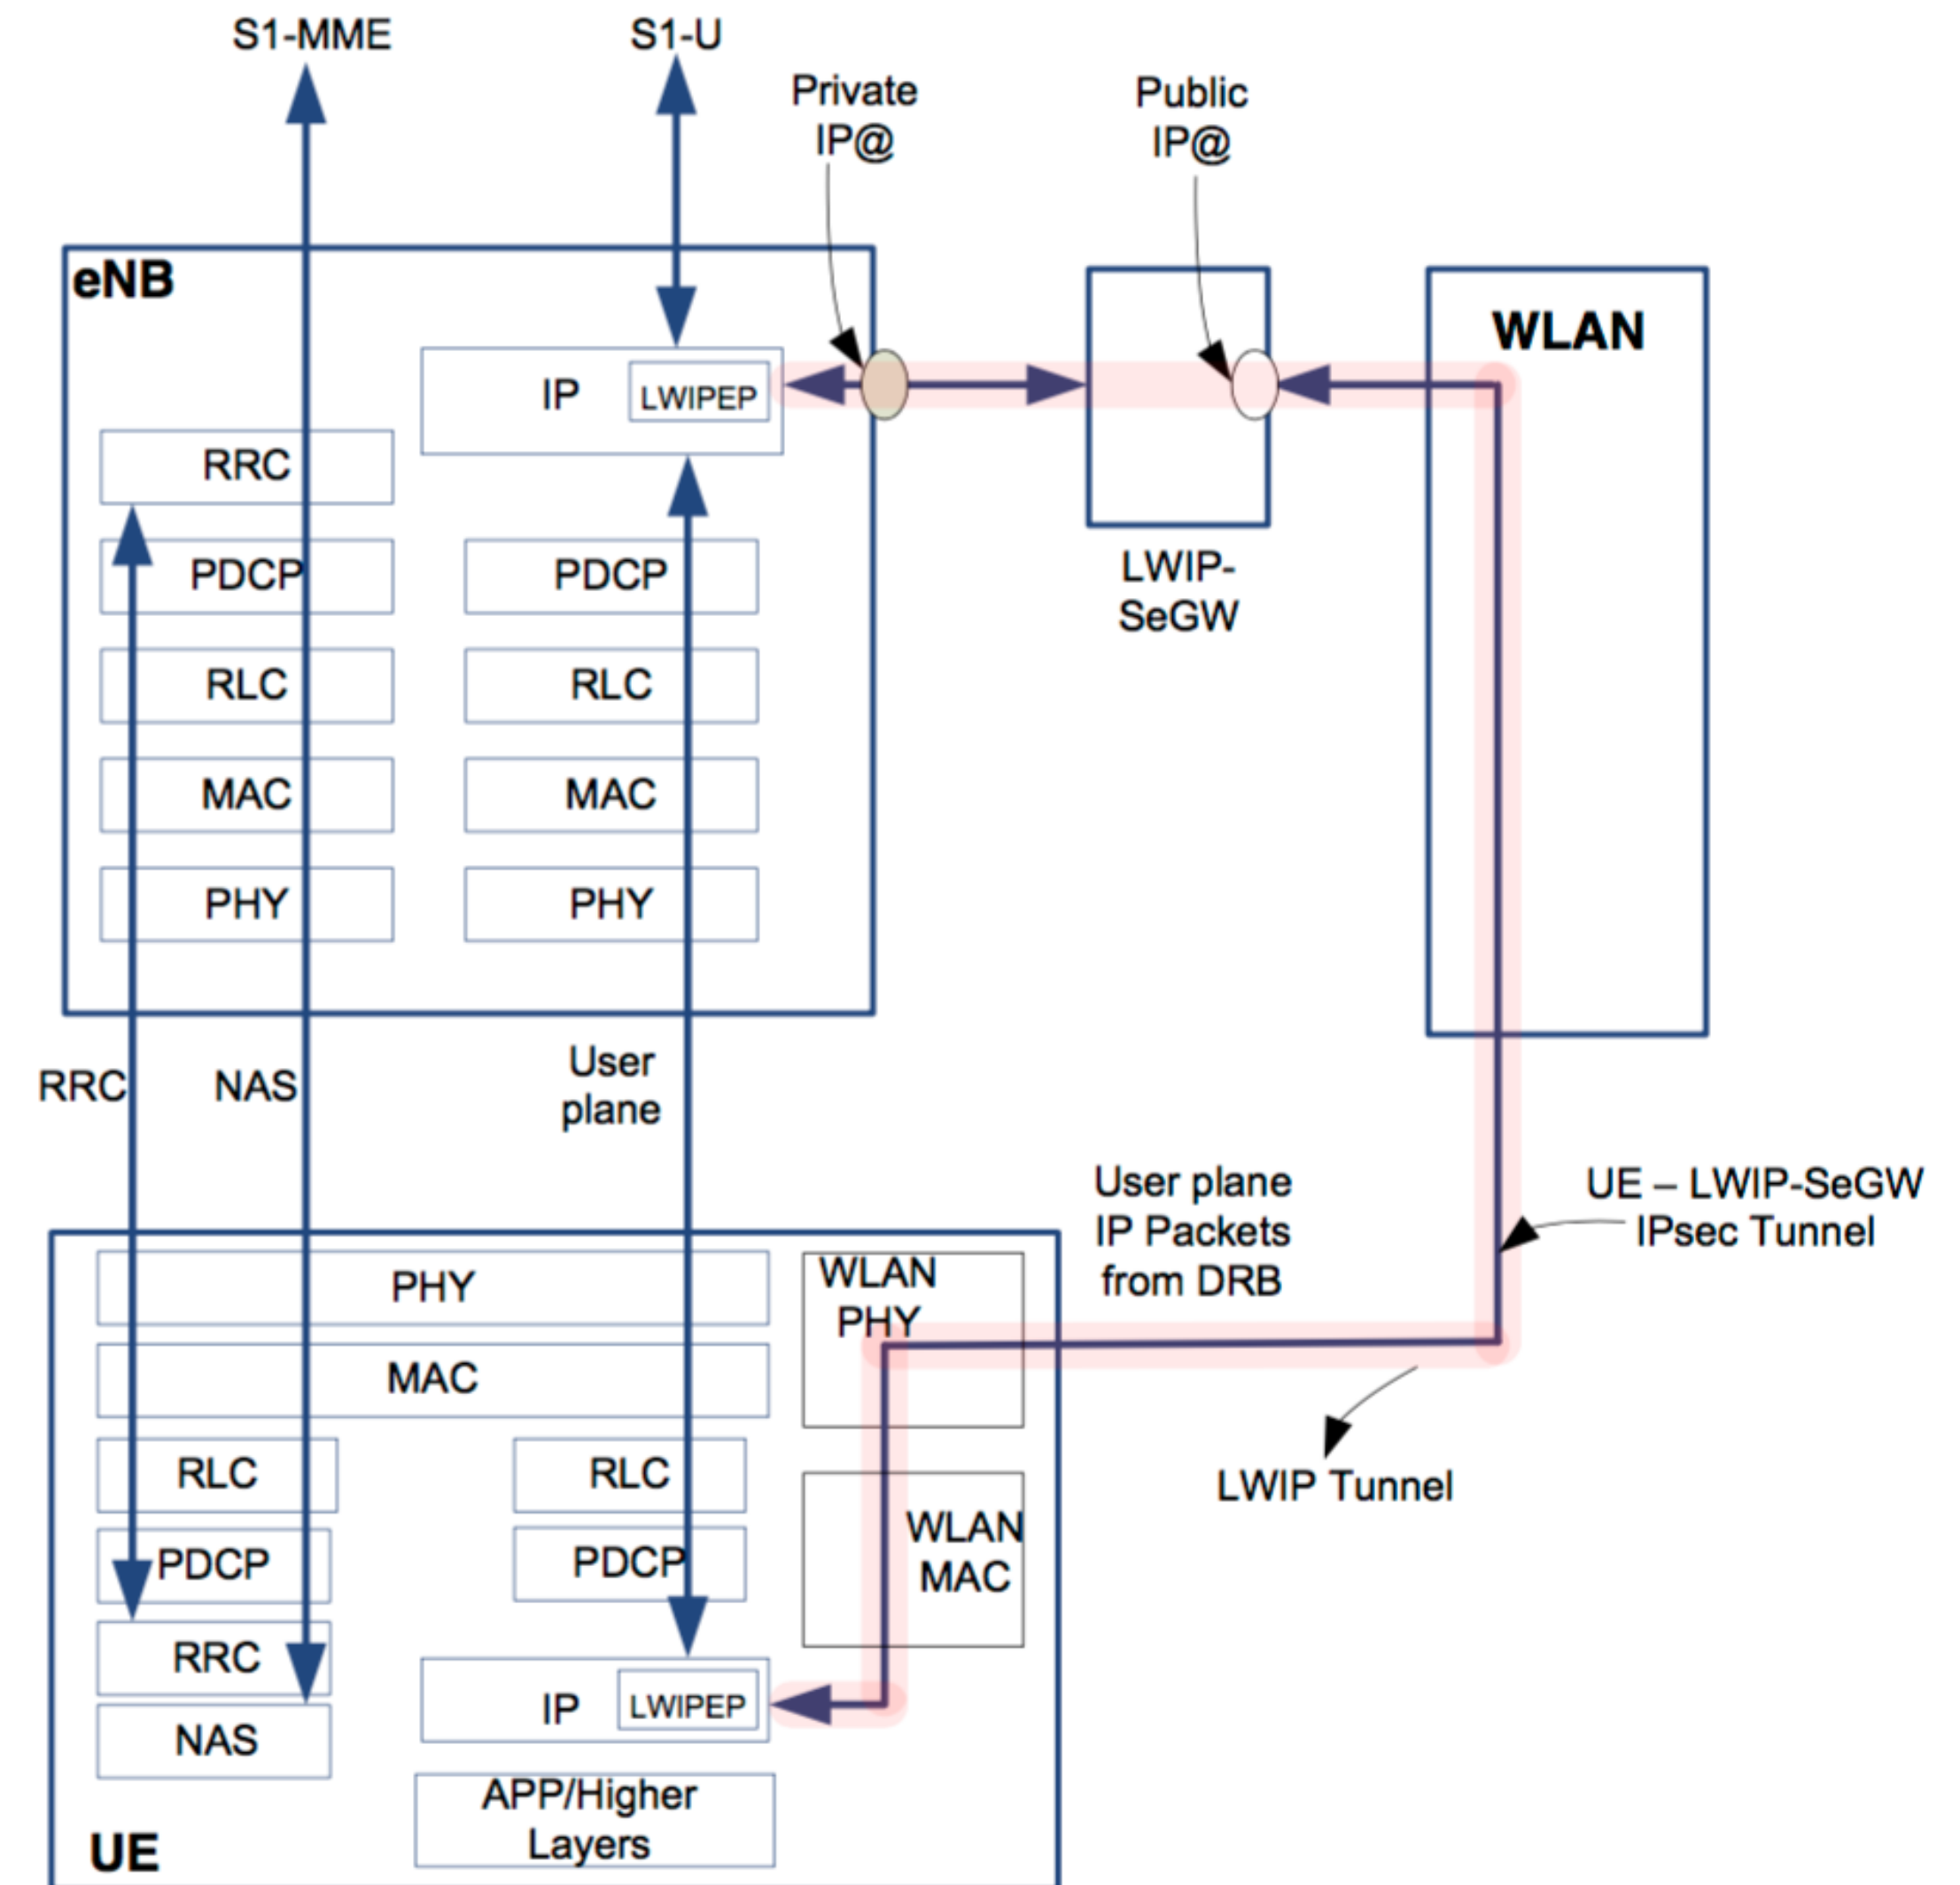 S1-MME
S1-U
Private
IP@
Public
IP@
eNB
WLAN
IP
LWIPEP
RRC
PDCP
PDCP
LWIP-
SeGW
RLC
RLC
MAC
MAC
PHY
PHY
RRC
NAS
User
plane
User plane
IP Packets
from DRB
UE – LWIP-SeGW
IPsec Tunnel
PHY
WLAN
PHY
MAC
RLC
RLC
LWIP Tunnel
WLAN
MAC
PDCP
PDCP
RRC
IP
LWIPEP
NAS
APP/Higher
Layers
UE